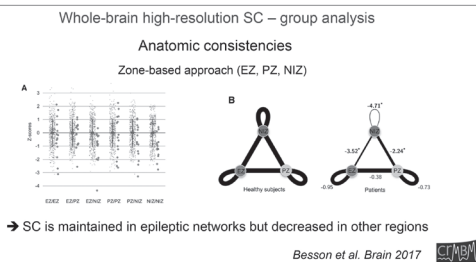 Whole-brain high-resolution SC – group analysis
Anatomic consistencies
Zone-based approach (EZ, PZ, NIZ)
A
Z-scores
3
2
1
0
-1
-2
-3
-4
EZ/EZ EZ/PZ EZ/NIZ PZ/PZ PZ/NIZ NIZ/NIZ
B
NIZ
EZ
PZ
Healthy subjects
-4.71*
NIZ
-3.52*
-2.24*
EZ
PZ
-0.95
-0.38
-0.73
Patients
➔ SC is maintained in epileptic networks but decreased in other regions
Besson et al. Brain 2017
CRMBM